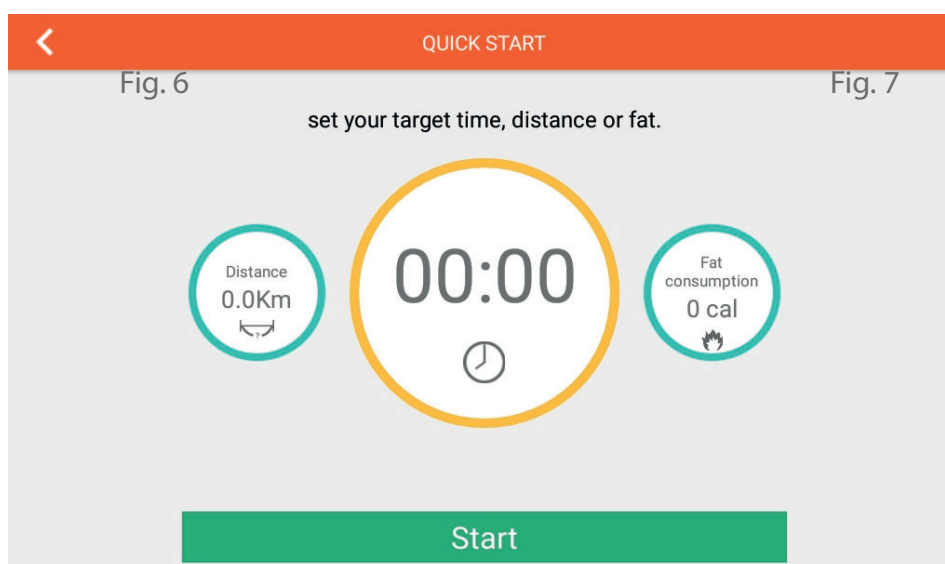 QUICK START
Fig. 6
Fig. 7
set your target time, distance or fat.
Distance
0.0Km
?
00:00
Fat
consumption
0 cal
Start